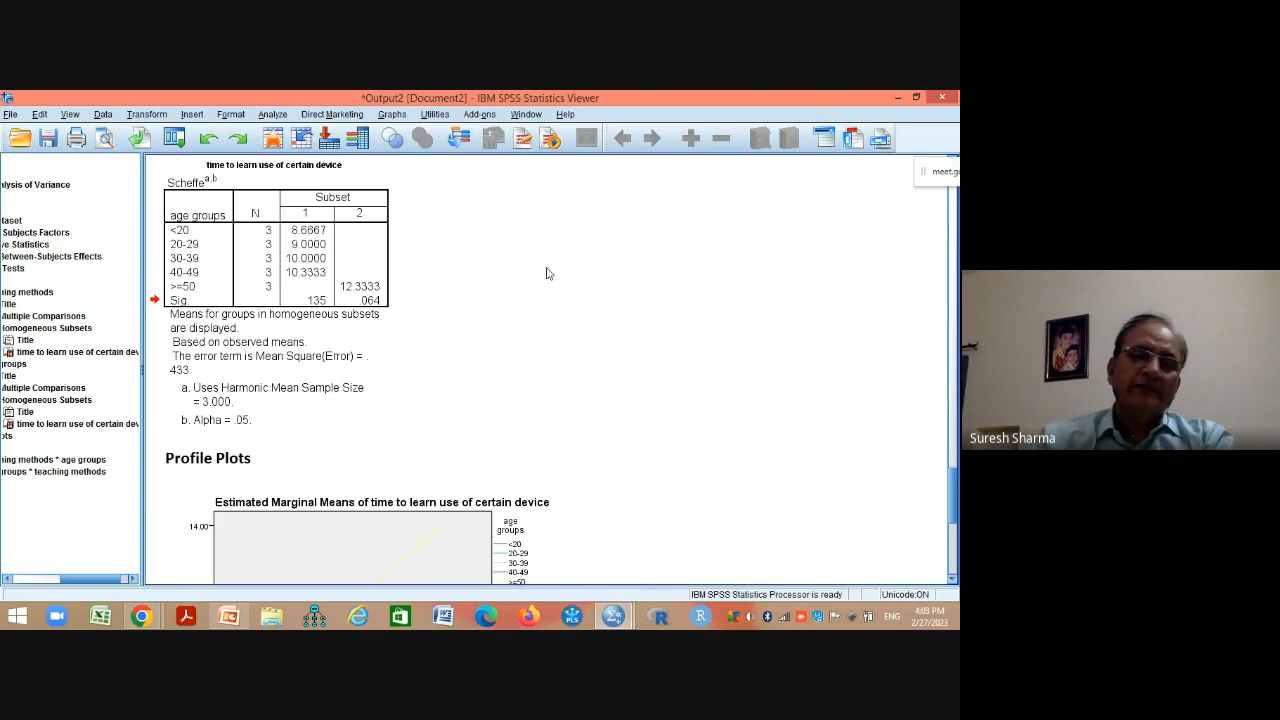 *Output2 [Document2] - IBM SPSS Statistics Viewer
File Edit View Data Transform Insert Format Analyze Direct Marketing Graphs Utilities Add-ons Window Help
alysis of Variance
taset
Subjects Factors
ve Statistics
Between-Subjects Effects
Tests
ing methods
Title
Multiple Comparisons
Homogeneous Subsets
Title
time to learn use of certain dev
groups
Title
Multiple Comparisons
Homogeneous Subsets
Title
time to learn use of certain dev
ots
ing methods * age groups
groups * teaching methods
time to learn use of certain device
Scheffe a,b
Subset
age groups N 1 2
<20 3 8.6667
20-29 3 9.0000
30-39 3 10.0000
40-49 3 10.3333
>=50 3 12.3333
Sig. .135 .064
Means for groups in homogeneous subsets
are displayed.
Based on observed means.
The error term is Mean Square(Error) = .
433.
a. Uses Harmonic Mean Sample Size
= 3.000.
b. Alpha = .05.
Profile Plots
Estimated Marginal Means of time to learn use of certain device
14.00
age
groups
<20
20-29
30-39
40-49
>=50
meet.go
IBM SPSS Statistics Processor is ready Unicode:ON
PLS
ENG
4:03 PM
2/27/2023
Suresh Sharma